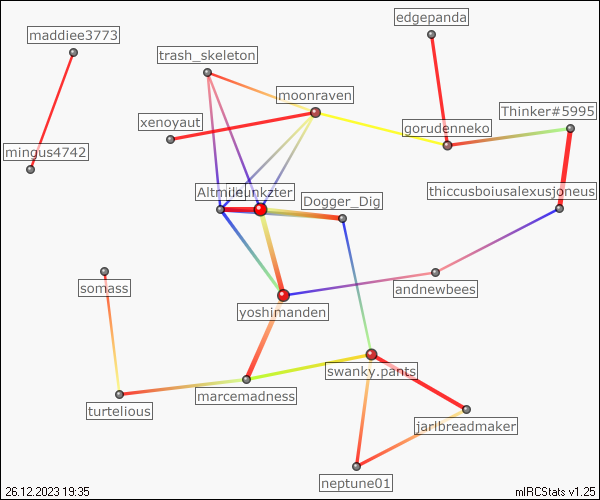 edgepanda
maddiee3773
trash_skeleton
moonraven
Thinker#5995
xenoyaut
gorudenneko
mingus4742
thiccusboiusalexusjoneus
Dogger_Dig
somass
andnewbees
yoshimanden
swanky.pants
marcemadness
turtelious
jarlbreadmaker
neptune01
26.12.2023 19:35
mIRCStats v1.25